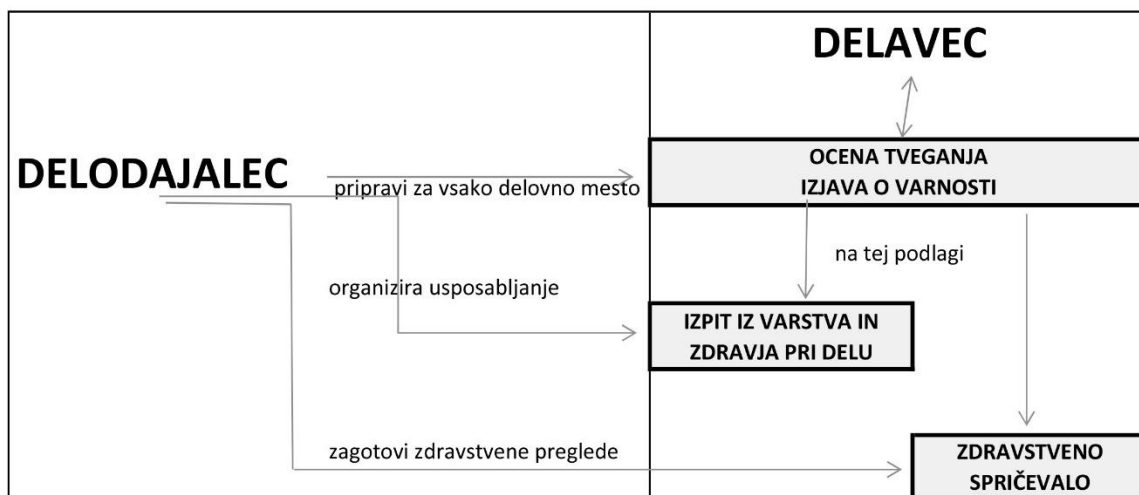 DELAVEC
OCENA TVEGANJA
IZJAVA O VARNOSTI
DELODAJALEC
pripravi za vsako delovno mesto
na tej podlagi
organizira usposabljanje
IZPIT IZ VARSTVA IN
ZDRAVJA PRI DELU
zagotovi zdravstvene preglede
ZDRAVSTVENO
SPRIČEVALO